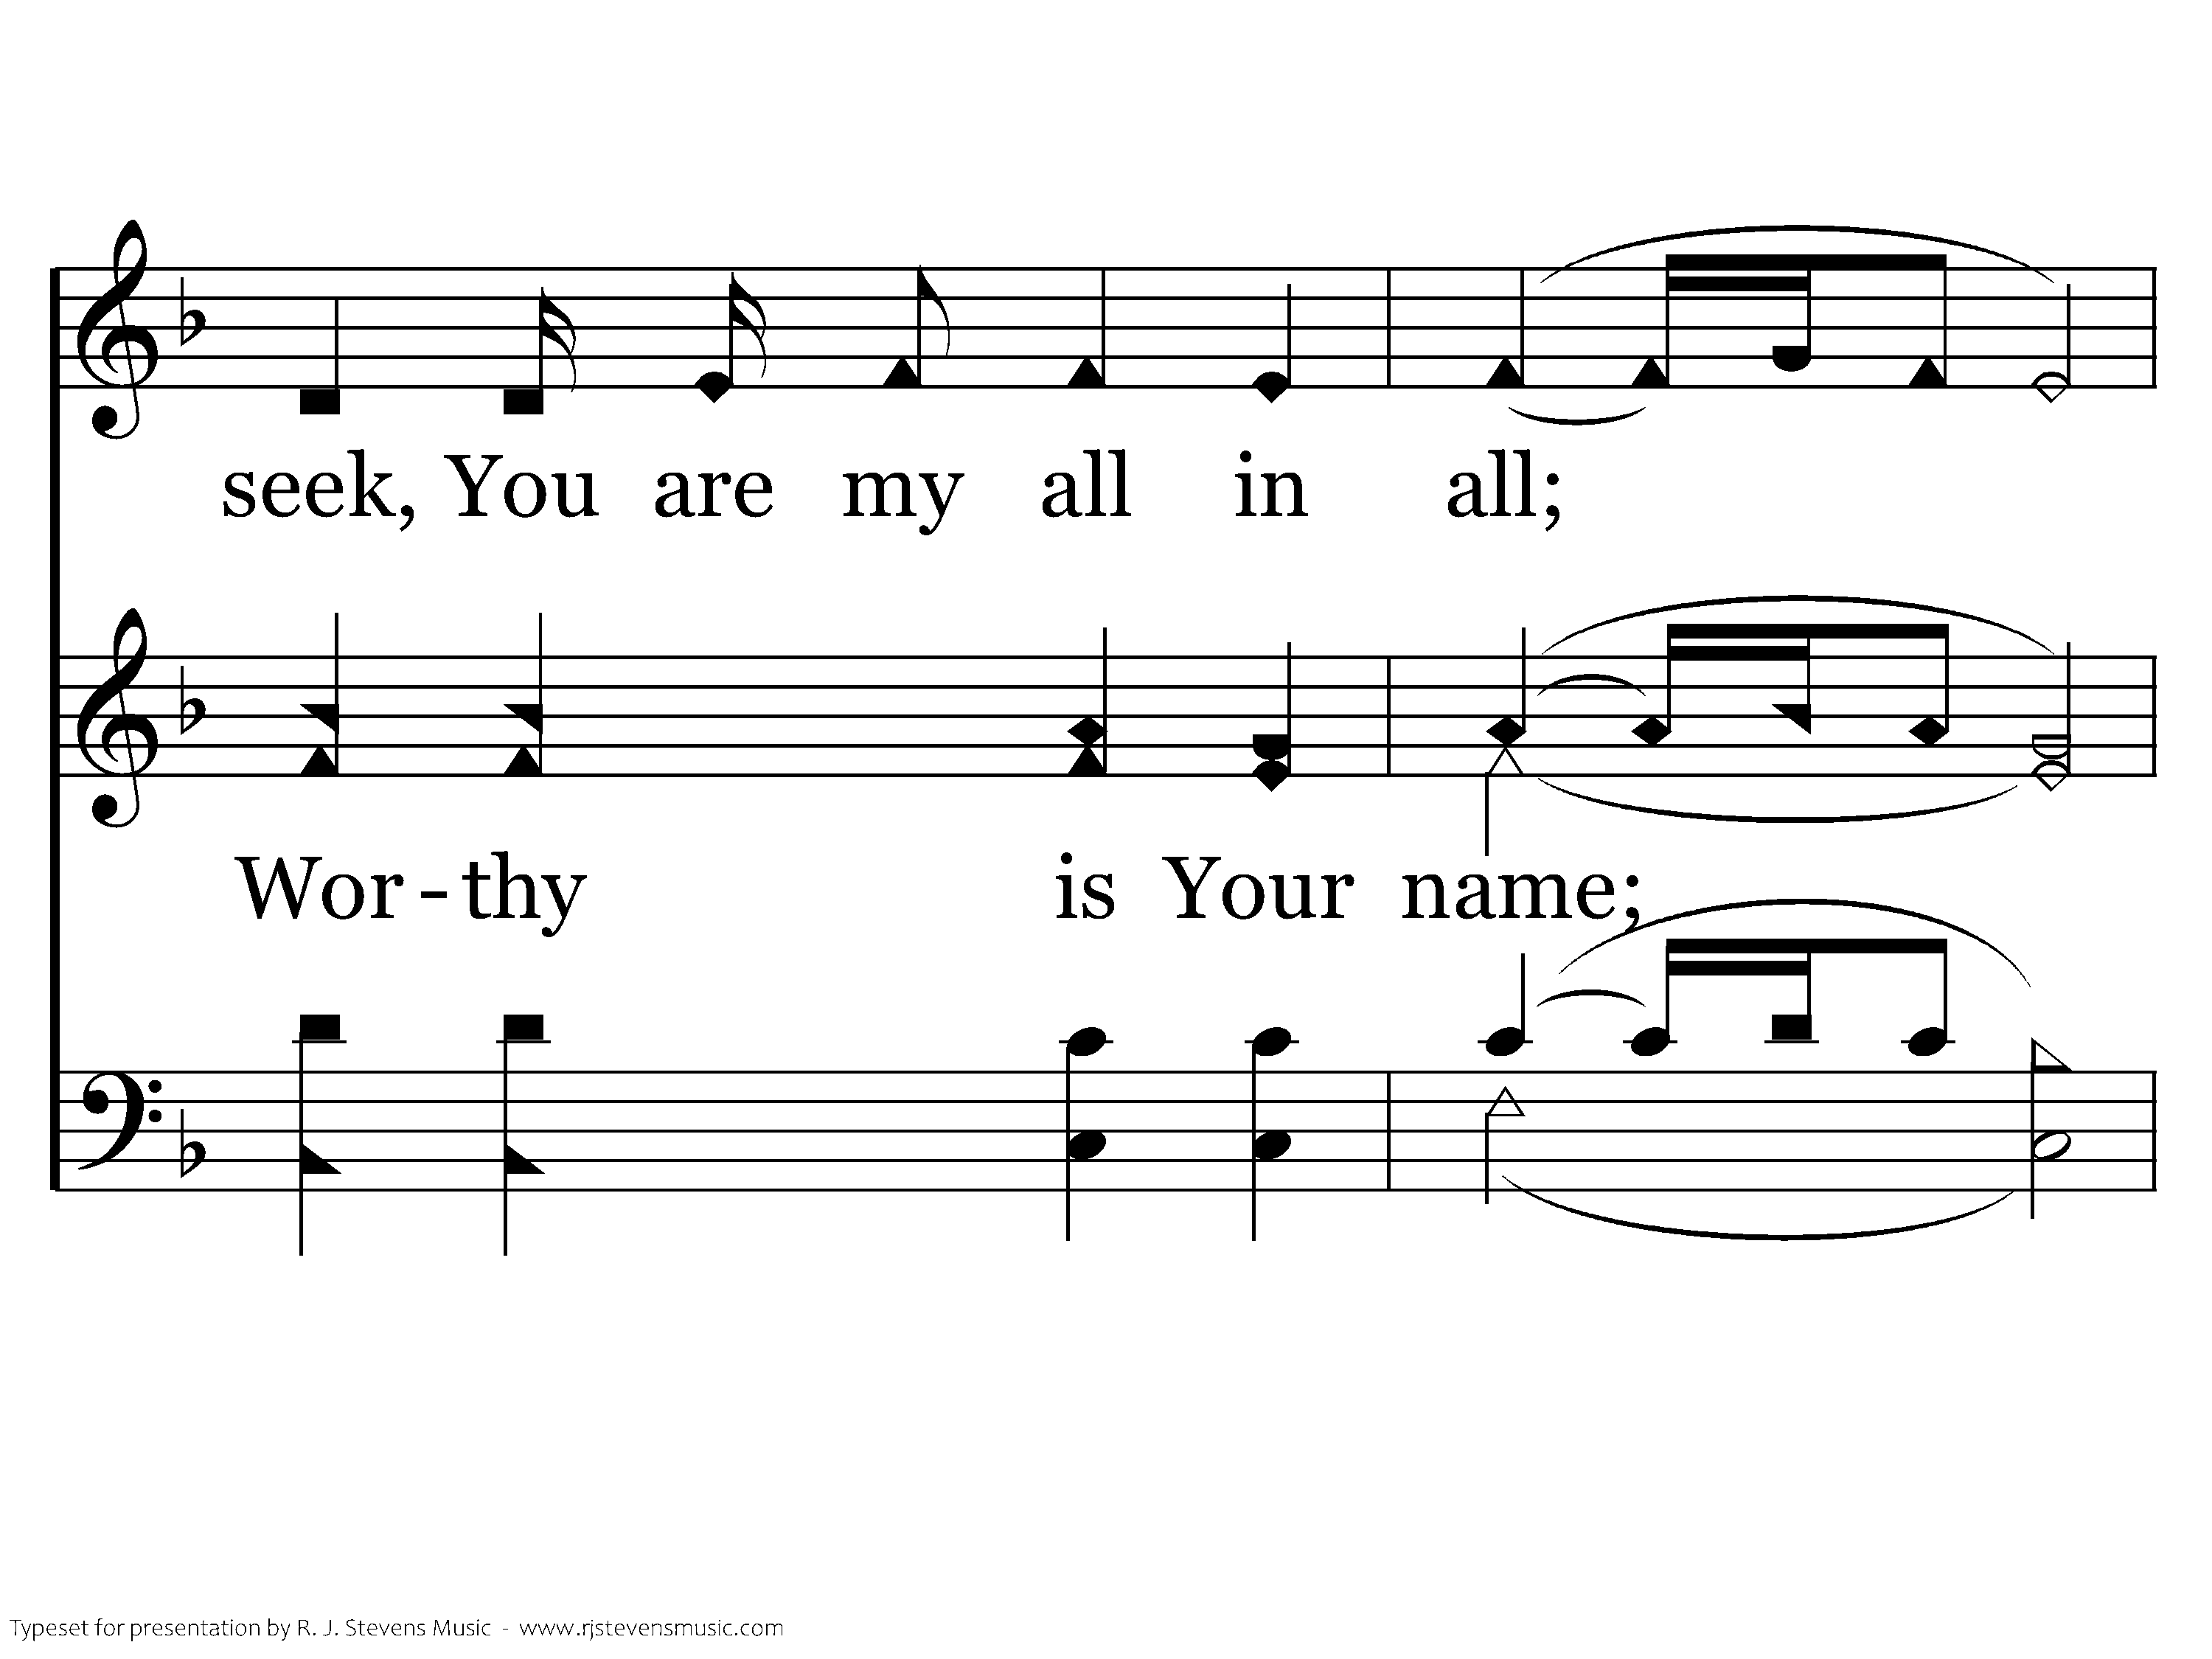 seek, You are my all in all;
Wor - thy is Your name;
Typeset for presentation by R. J. Stevens Music - www.rjstevensmusic.com